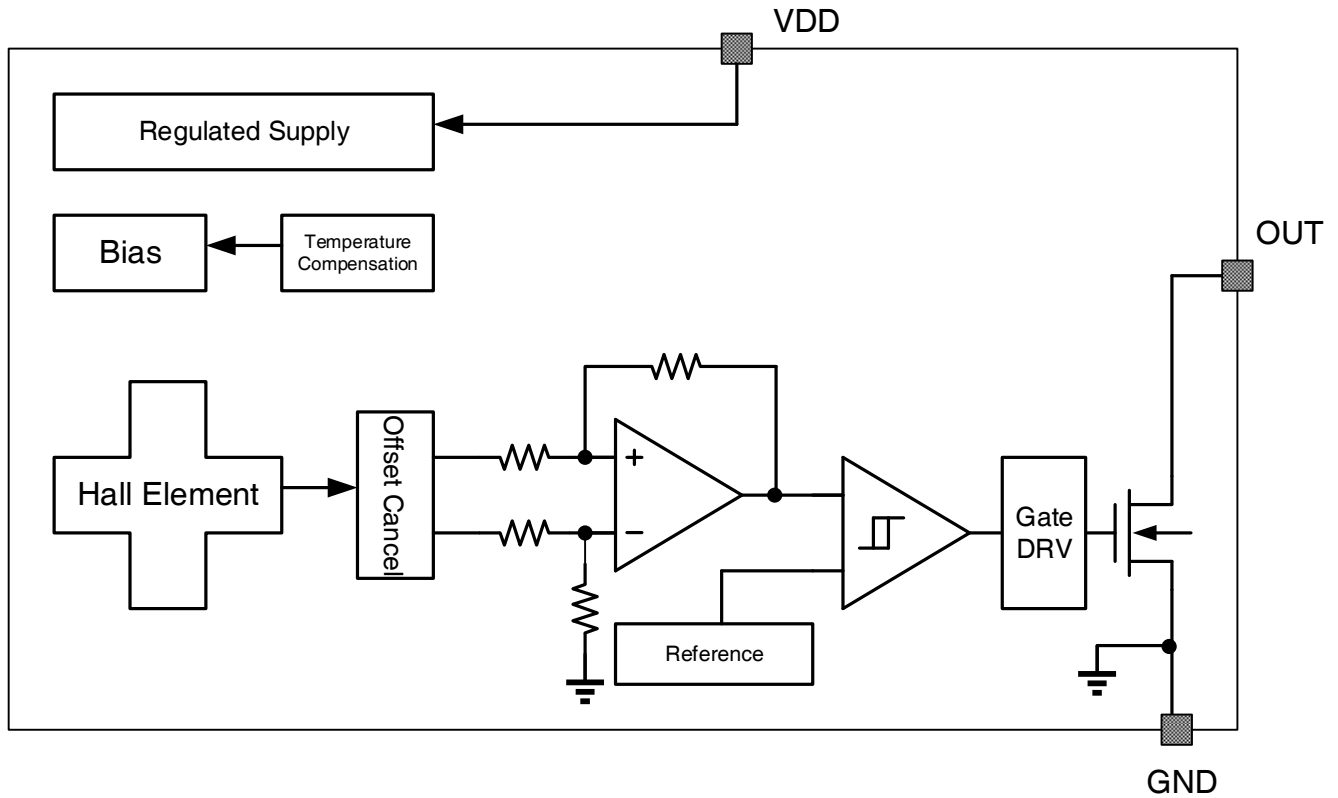 VDD
Regulated Supply
OUT
Bias
Temperature
Compensation
Hall Element
Offset Cancel
+
−
Gate
DRV
Reference
GND